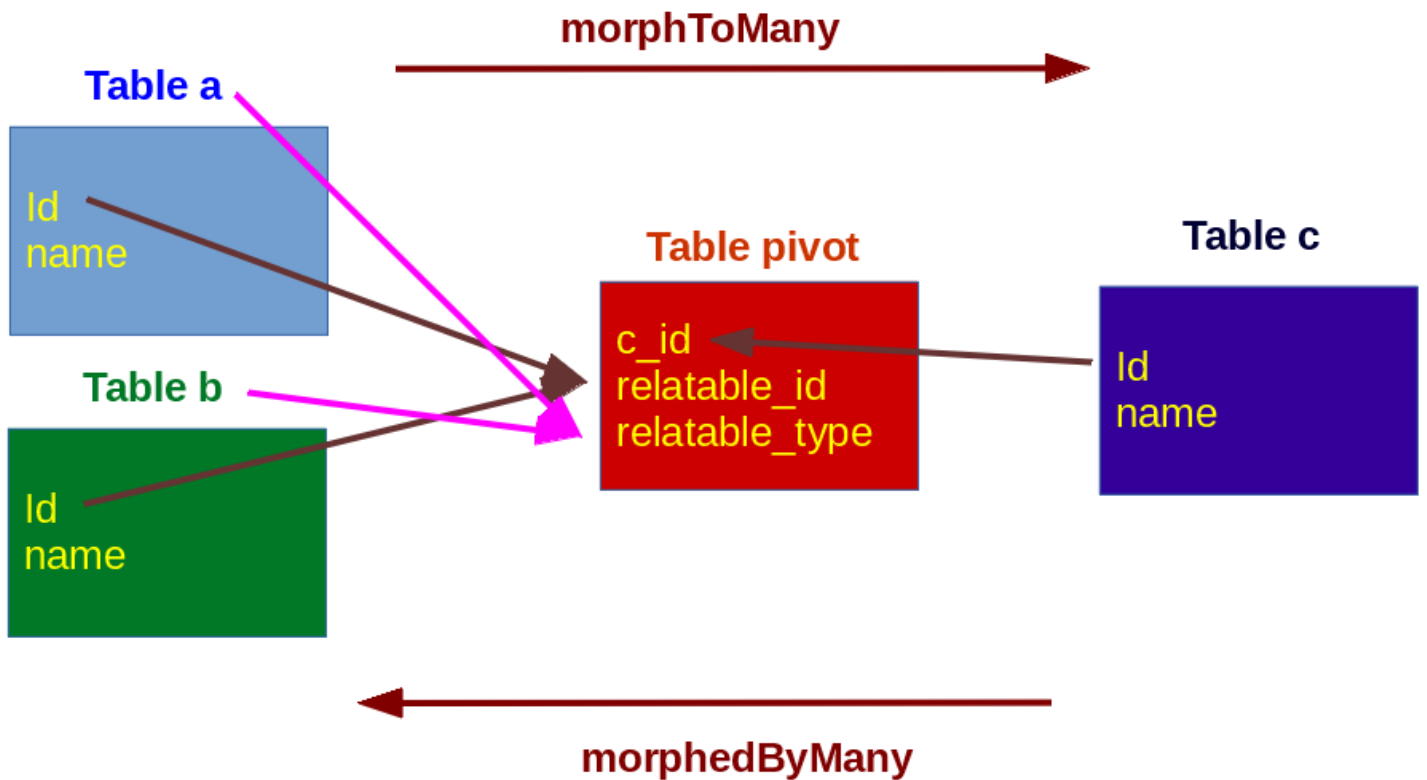 morphToMany
Table a
Id
name
Table b
Id
name
Table pivot
c_id
relatable_id
relatable_type
Table c
Id
name
morphedByMany